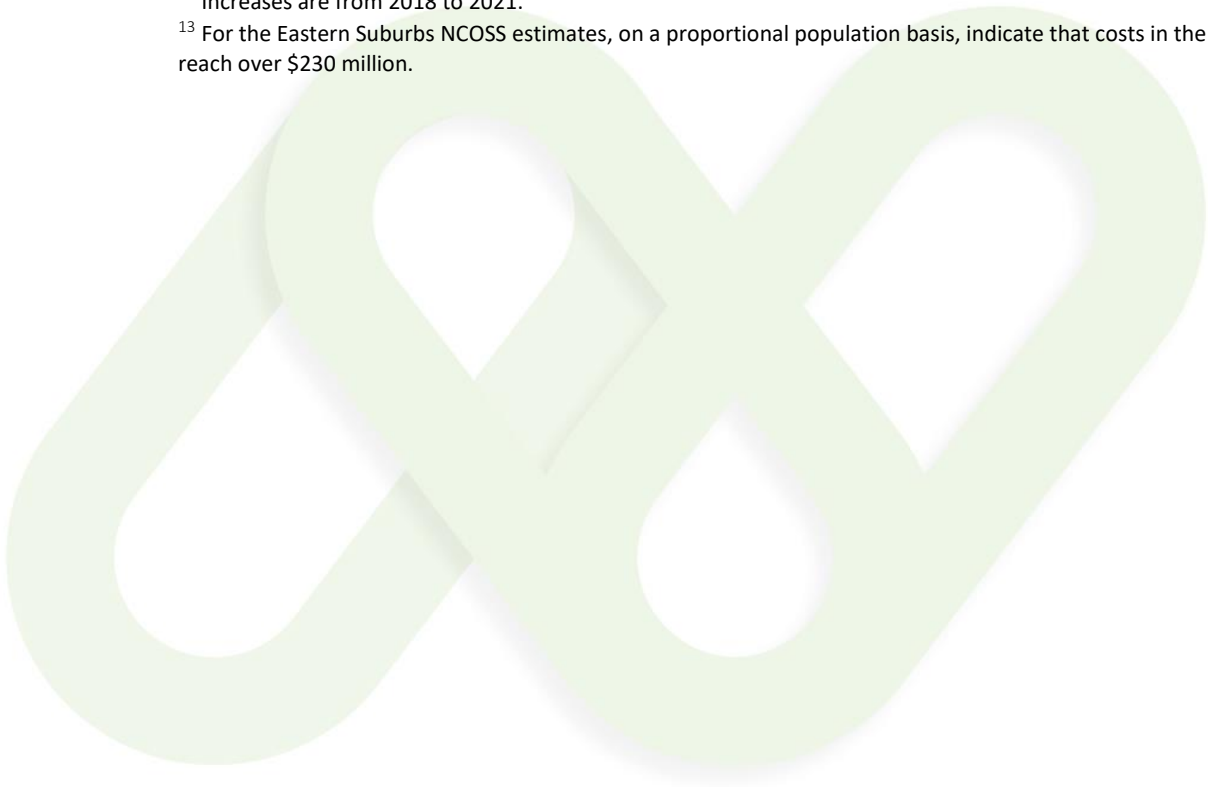 increases are from 2018 to 2021.
13 For the Eastern Suburbs NCOSS estimates, on a proportional population basis, indicate that costs in the
reach over $230 million.